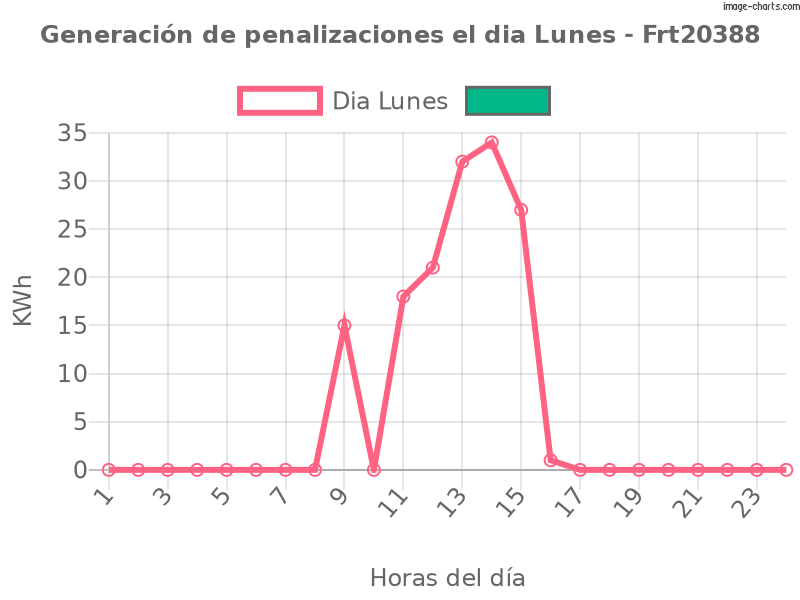 image-charts.com
Generación de penalizaciones el dia Lunes - Frt20388
Dia Lunes
35
30
25
20
15
10
5
0
KWh
1 3 5 7 9 11 13 15 17 19 21 23
Horas del día